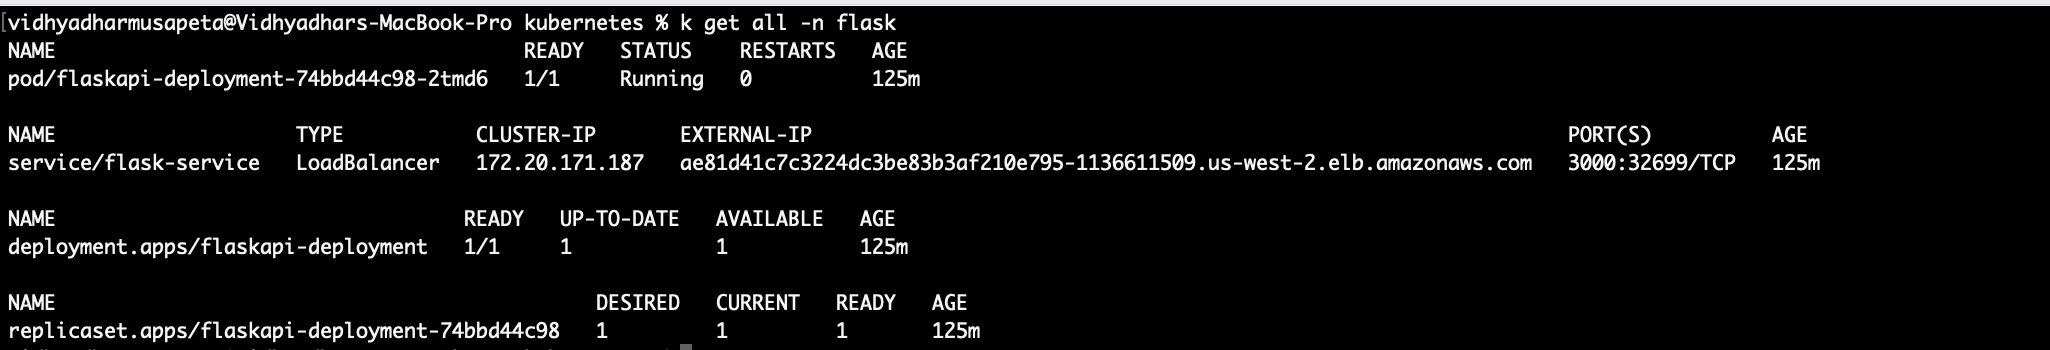 [vidhyadharmusapeta@Vidhyadhars-MacBook-Pro kubernetes % k get all -n flask
NAME                                       READY   STATUS    RESTARTS   AGE
pod/flaskapi-deployment-74bbd44c98-2tmd6   1/1     Running   0          125m

NAME                    TYPE           CLUSTER-IP       EXTERNAL-IP                                                               PORT(S)          AGE
service/flask-service   LoadBalancer   172.20.171.187   ae81d41c7c3224dc3be83b3af210e795-1136611509.us-west-2.elb.amazonaws.com   3000:32699/TCP   125m

NAME                                  READY   UP-TO-DATE   AVAILABLE   AGE
deployment.apps/flaskapi-deployment   1/1     1            1           125m

NAME                                             DESIRED   CURRENT   READY   AGE
replicaset.apps/flaskapi-deployment-74bbd44c98   1         1         1       125m